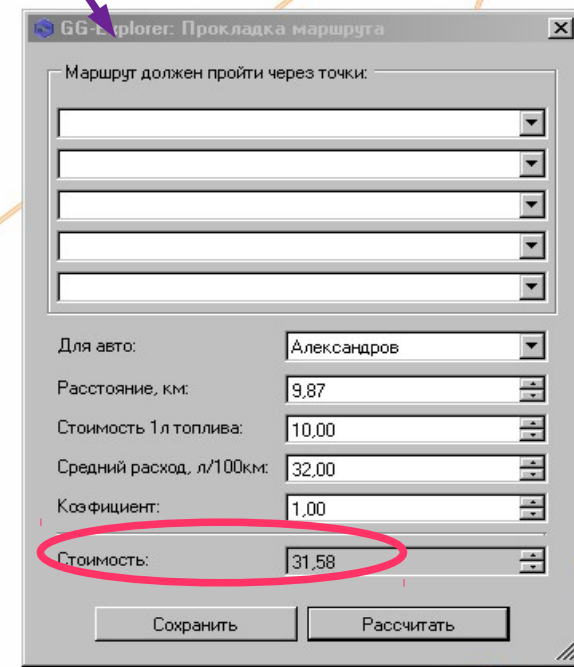 GG-Explorer: Прокладка маршрута
Маршрут должен пройти через точки:
Для авто: Александров
Расстояние, км: 9,87
Стоимость 1л топлива: 10,00
Средний расход, л/100км: 32,00
Коэфициент: 1,00
Стоимость: 31,58
Сохранить Рассчитать